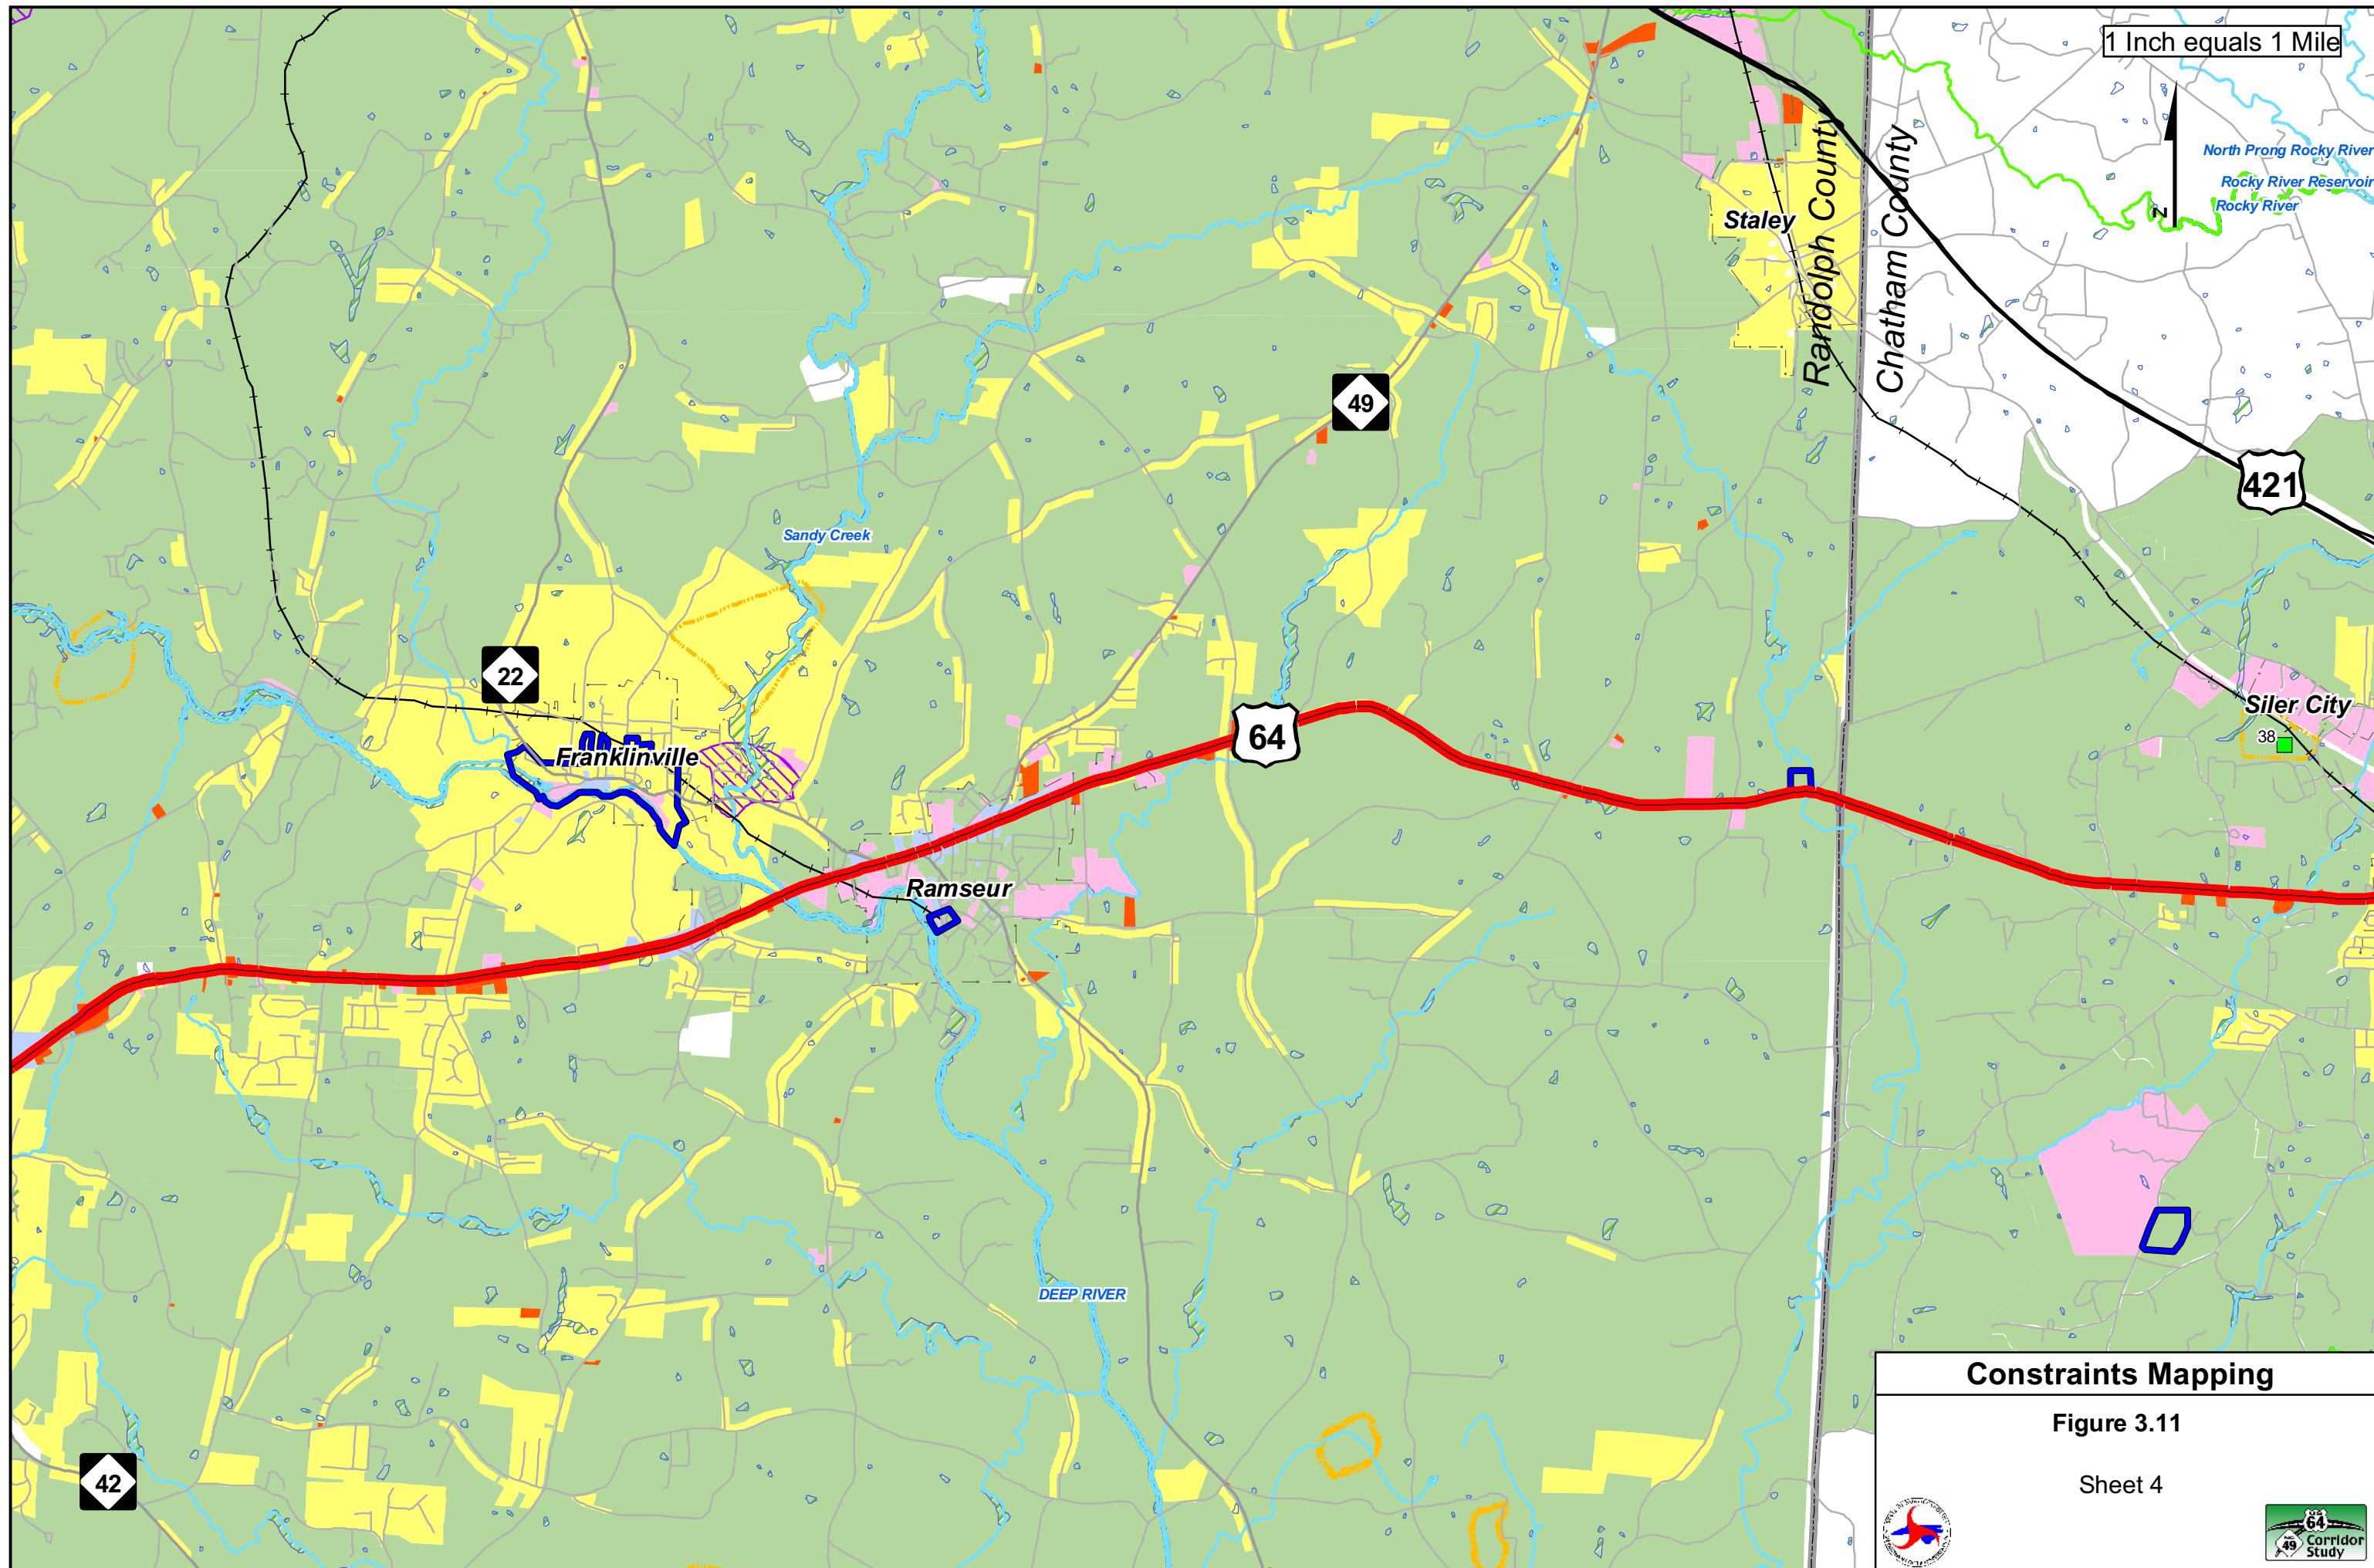 1 Inch equals 1 Mile
North Prong Rocky River
Rocky River Reservoir
Rocky River
Z
Staley
Randolph County
Chatham County
49
421
Sandy Creek
22
64
Siler City
38
Franklinville
Ramseur
DEEP RIVER
42
Constraints Mapping
Figure 3.11
Sheet 4
US
64
NC
49
Corridor
Study